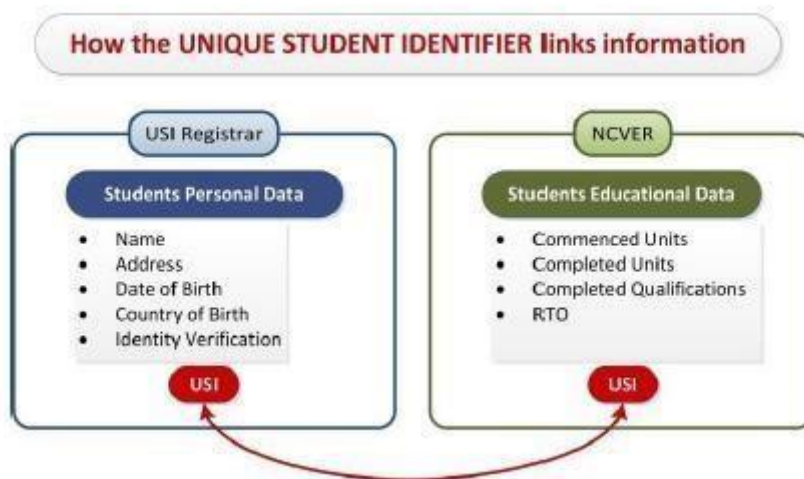 How the UNIQUE STUDENT IDENTIFIER links information
USI Registrar
Students Personal Data
• Name
• Address
• Date of Birth
• Country of Birth
• Identity Verification
USI
NCVER
Students Educational Data
• Commenced Units
• Completed Units
• Completed Qualifications
• RTO
USI